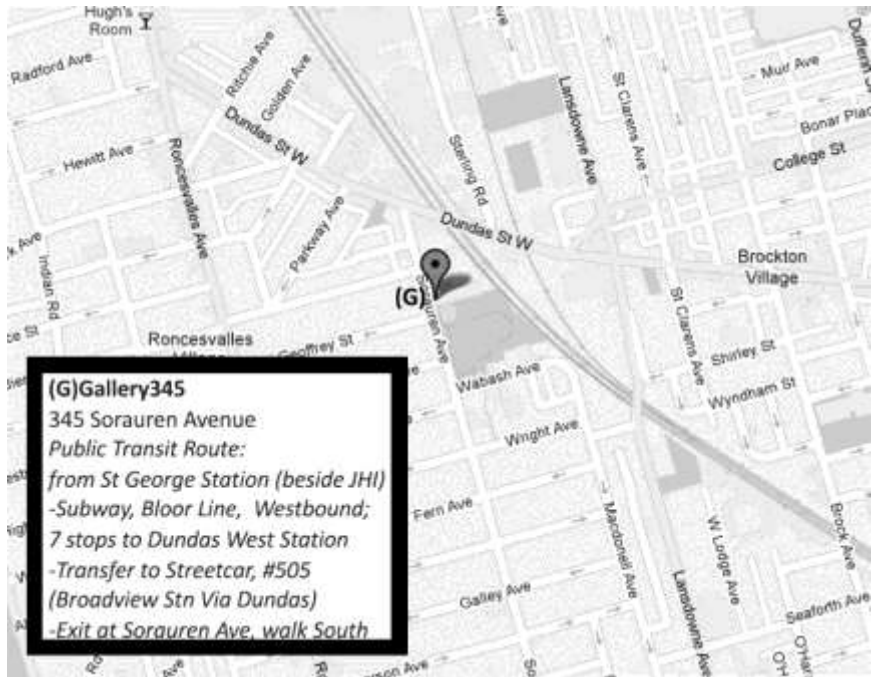 Hugh's
Room
Radford Ave
Ritchie Ave
Golden Ave
Dundas St W
Hewitt Ave
Roncesvalles Ave
Parkway Ave
Indian Rd
Sterling Rd
Lansdowne Ave
St Clarens Ave
Muir Ave
College St
Dundas St W
Brockton
Village
(G)
Sorauren Ave
Roncesvalles
Geoffrey St
St Clarens Ave
Shirley St
Wyndham St
Wabash Ave
Wright Ave
Fern Ave
Macdonell Ave
Galley Ave
W Lodge Ave
Brock Ave
Lansdowne Ave
Seaforth Ave
(G)Gallery345
345 Sorauren Avenue
Public Transit Route:
from St George Station (beside JHI)
-Subway, Bloor Line, Westbound;
7 stops to Dundas West Station
-Transfer to Streetcar, #505
(Broadview Stn Via Dundas)
-Exit at Sorauren Ave, walk South